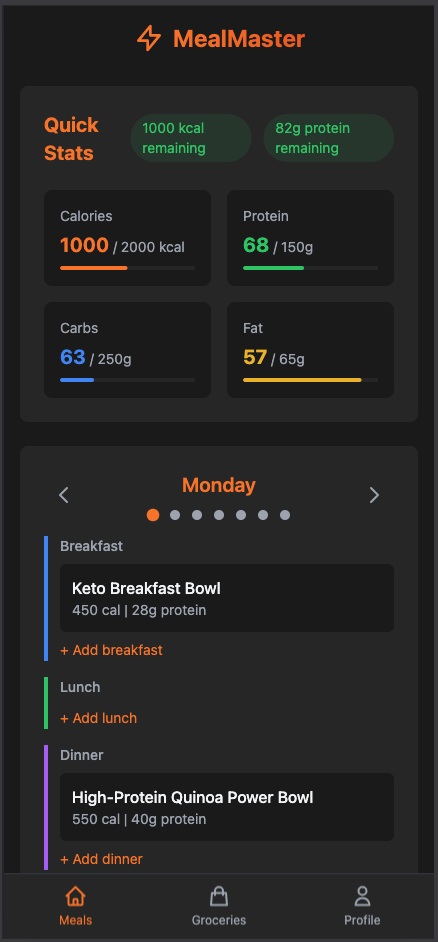 MealMaster
Quick
Stats
1000 kcal
remaining
82g protein
remaining
Calories
1000 / 2000 kcal
Protein
68 / 150g
Carbs
63 / 250g
Fat
57 / 65g
Monday
Breakfast
Keto Breakfast Bowl
450 cal | 28g protein
+ Add breakfast
Lunch
+ Add lunch
Dinner
High-Protein Quinoa Power Bowl
550 cal | 40g protein
+ Add dinner
Meals
Groceries
Profile